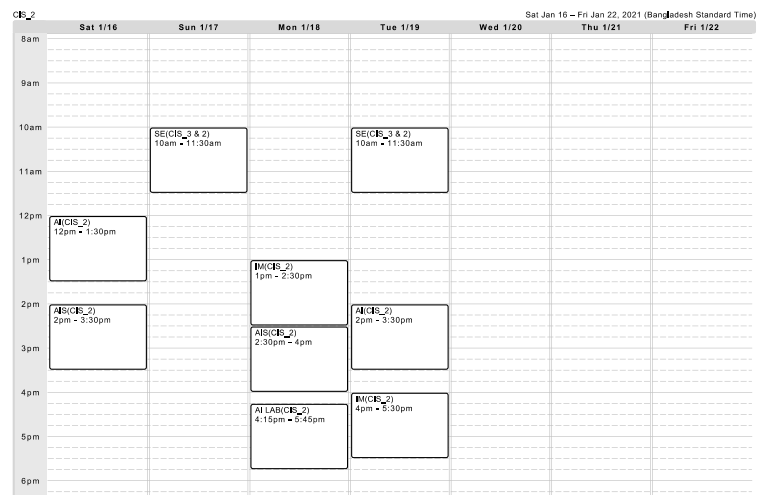 CIS_2
Sat Jan 16 – Fri Jan 22, 2021 (Bangladesh Standard Time)
Sat 1/16 Sun 1/17 Mon 1/18 Tue 1/19 Wed 1/20 Thu 1/21 Fri 1/22
8am
9am
10am
SE(CIS_3 & 2)
10am - 11:30am
SE(CIS_3 & 2)
10am - 11:30am
11am
12pm
AI(CIS_2)
12pm - 1:30pm
1pm
IM(CIS_2)
1pm - 2:30pm
2pm
AIS(CIS_2)
2pm - 3:30pm
AI(CIS_2)
2pm - 3:30pm
AIS(CIS_2)
2:30pm - 4pm
3pm
4pm
IM(CIS_2)
4pm - 5:30pm
AI LAB(CIS_2)
4:15pm - 5:45pm
5pm
6pm